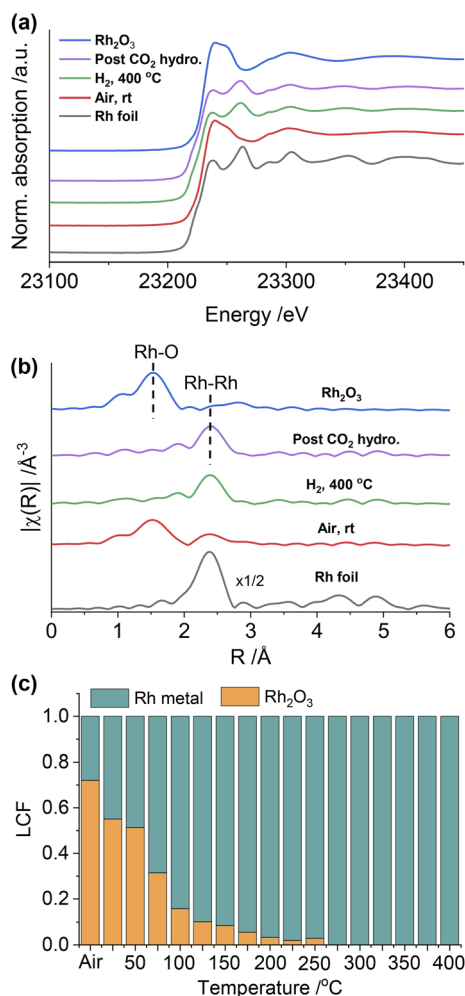 (a)
Norm. absorption /a.u.
Rh₂O₃
Post CO₂ hydro.
H₂, 400 °C
Air, rt
Rh foil
23100 23200 23300 23400
Energy /eV
(b)
|χ(R)| /Å⁻³
Rh-O
Rh-Rh
Rh₂O₃
Post CO₂ hydro.
H₂, 400 °C
Air, rt
x1/2
Rh foil
0 1 2 3 4 5 6
R /Å
(c)
Rh metal Rh₂O₃
LCF
1.0
0.8
0.6
0.4
0.2
0.0
Air 50 100 150 200 250 300 350 400
Temperature /°C